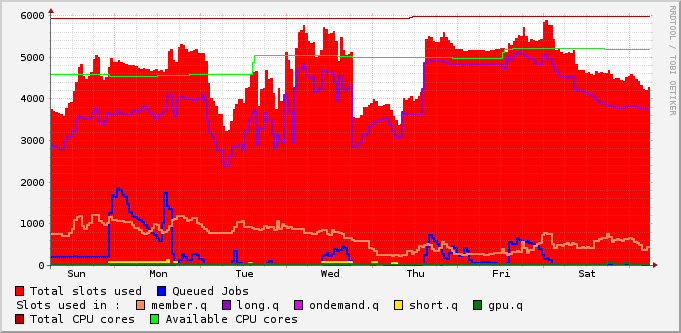 6000
5000
4000
3000
2000
1000
0
Sun Mon Tue Wed Thu Fri Sat
RRDTOOL / TOBI OETIKER
Total slots used Queued Jobs
Slots used in : member.q long.q ondemand.q short.q gpu.q
Total CPU cores Available CPU cores